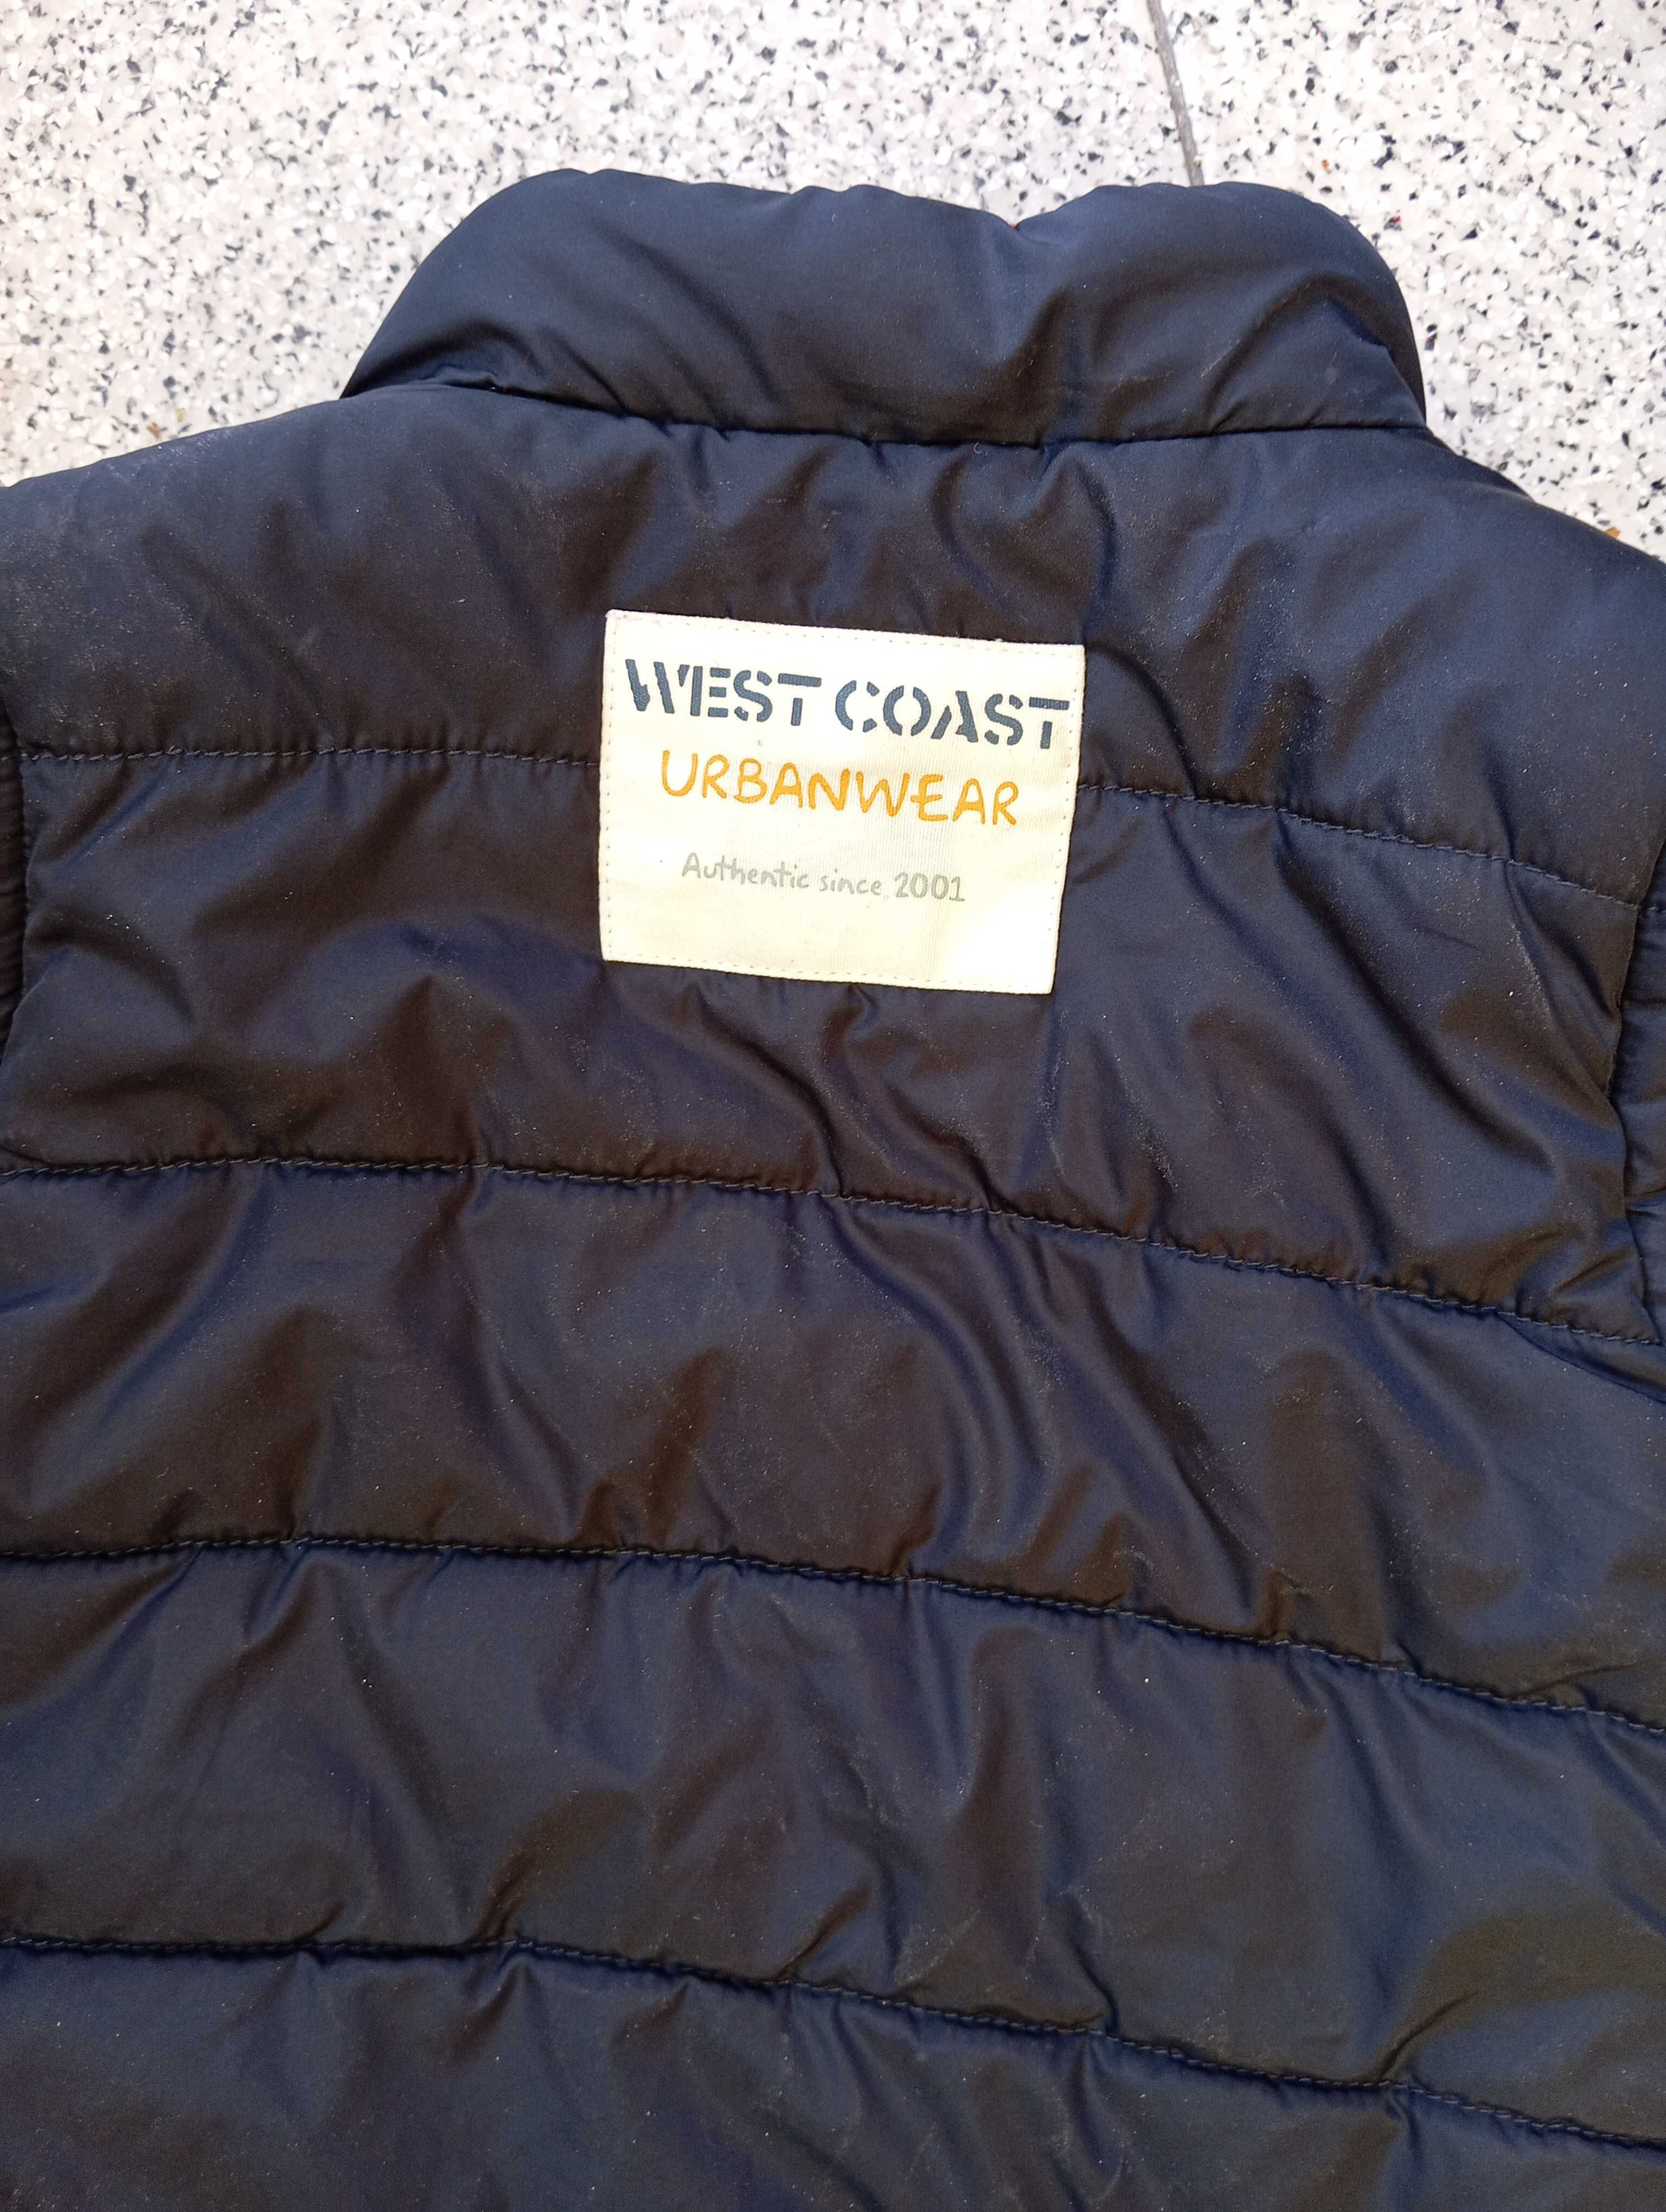 WEST COAST
URBANWEAR
Authentic since 2001